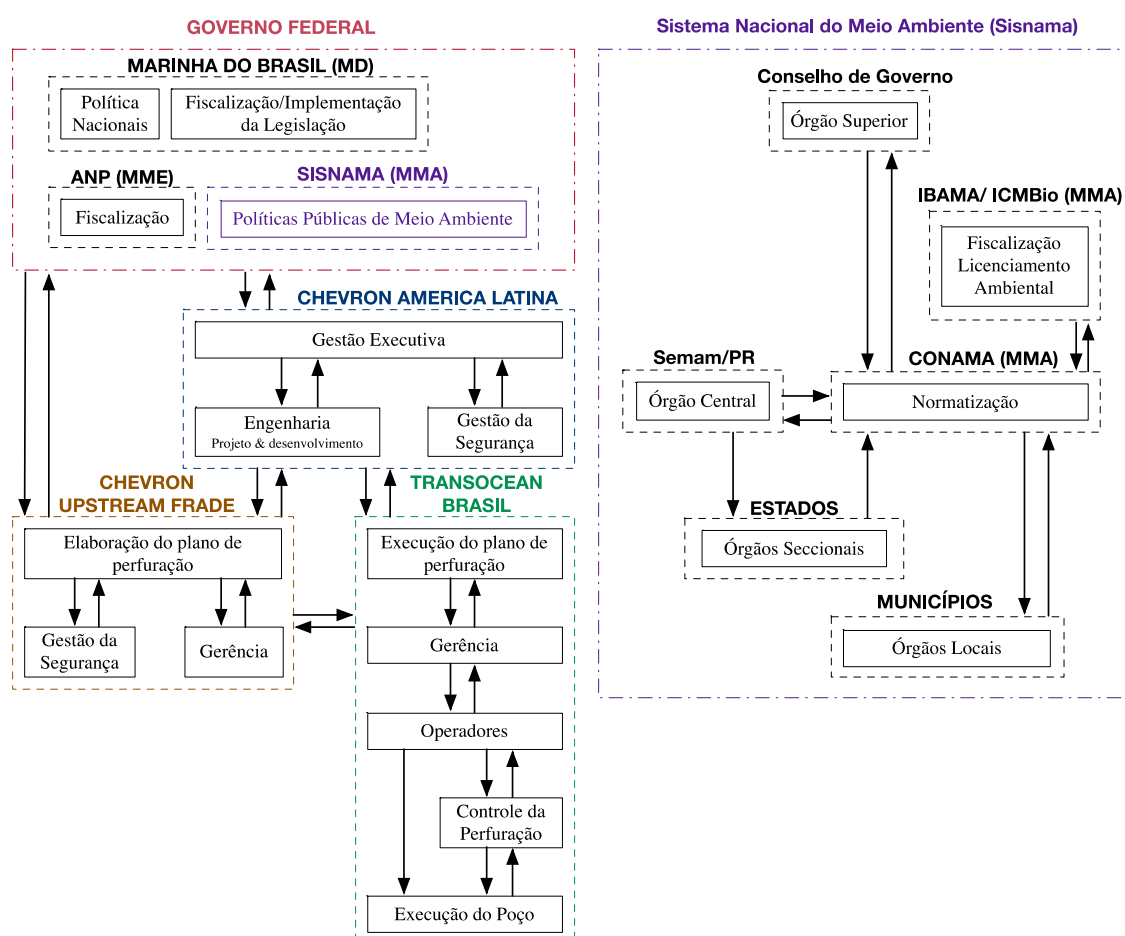 GOVERNO FEDERAL
MARINHA DO BRASIL (MD)
Política
Nacionais
Fiscalização/Implementação
da Legislação
ANP (MME)
Fiscalização
SISNAMA (MMA)
Políticas Públicas de Meio Ambiente
CHEVRON AMERICA LATINA
Gestão Executiva
Engenharia
Projeto & desenvolvimento
Gestão da
Segurança
CHEVRON
UPSTREAM FRADE
Elaboração do plano de
perfuração
Gestão da
Segurança
Gerência
TRANSOCEAN
BRASIL
Execução do plano de
perfuração
Gerência
Operadores
Controle da
Perfuração
Execução do Poço
Sistema Nacional do Meio Ambiente (Sisnama)
Conselho de Governo
Órgão Superior
IBAMA/ ICMBio (MMA)
Fiscalização
Licenciamento
Ambiental
Semam/PR
Órgão Central
CONAMA (MMA)
Normatização
ESTADOS
Órgãos Seccionais
MUNICÍPIOS
Órgãos Locais